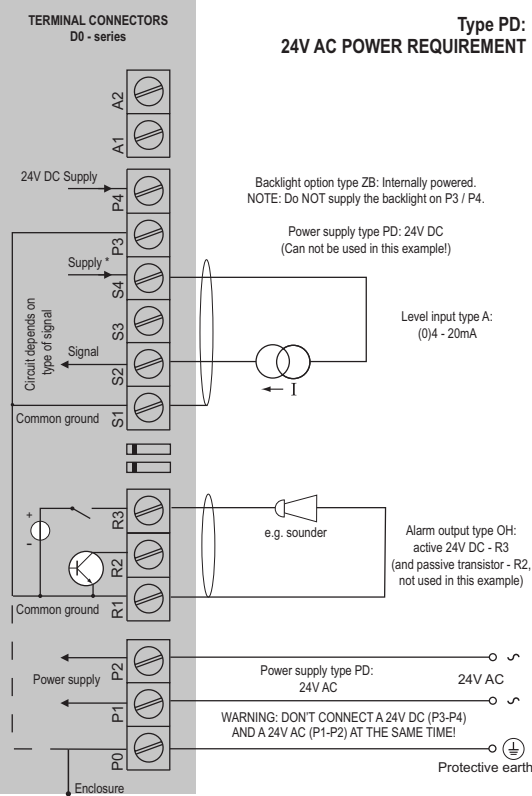 TERMINAL CONNECTORS
D0 - series
Type PD:
24V AC POWER REQUIREMENT
A2
A1
24V DC Supply
P4
Backlight option type ZB: Internally powered.
NOTE: Do NOT supply the backlight on P3 / P4.
P3
Power supply type PD: 24V DC
(Can not be used in this example!)
Supply *
S4
Circuit depends on
type of signal
S3
Level input type A:
(0)4 - 20mA
Signal
S2
I
Common ground
S1
+
-
R3
e.g. sounder
R2
Alarm output type OH:
active 24V DC - R3
(and passive transistor - R2,
not used in this example)
Common ground
R1
P2
Power supply
Power supply type PD:
24V AC
24V AC
P1
WARNING: DON'T CONNECT A 24V DC (P3-P4)
AND A 24V AC (P1-P2) AT THE SAME TIME!
P0
Protective earth
Enclosure